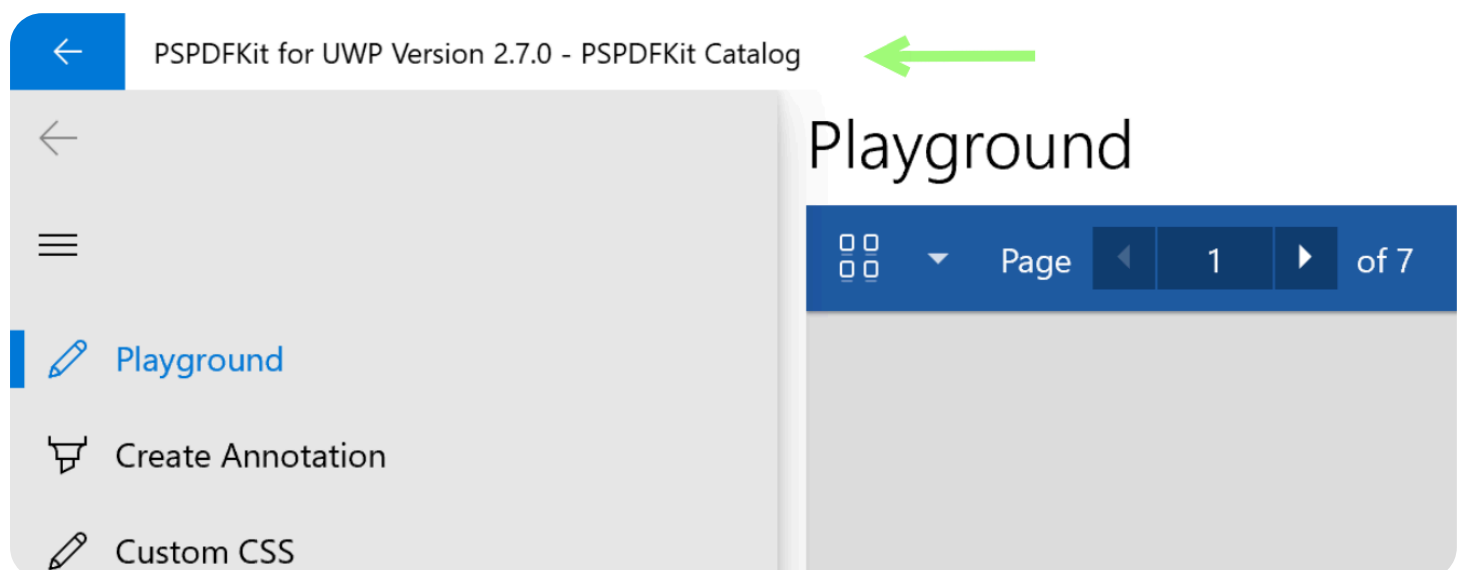 PSPDFKit for UWP Version 2.7.0 - PSPDFKit Catalog
Playground
Page 1 of 7
Playground
Create Annotation
Custom CSS